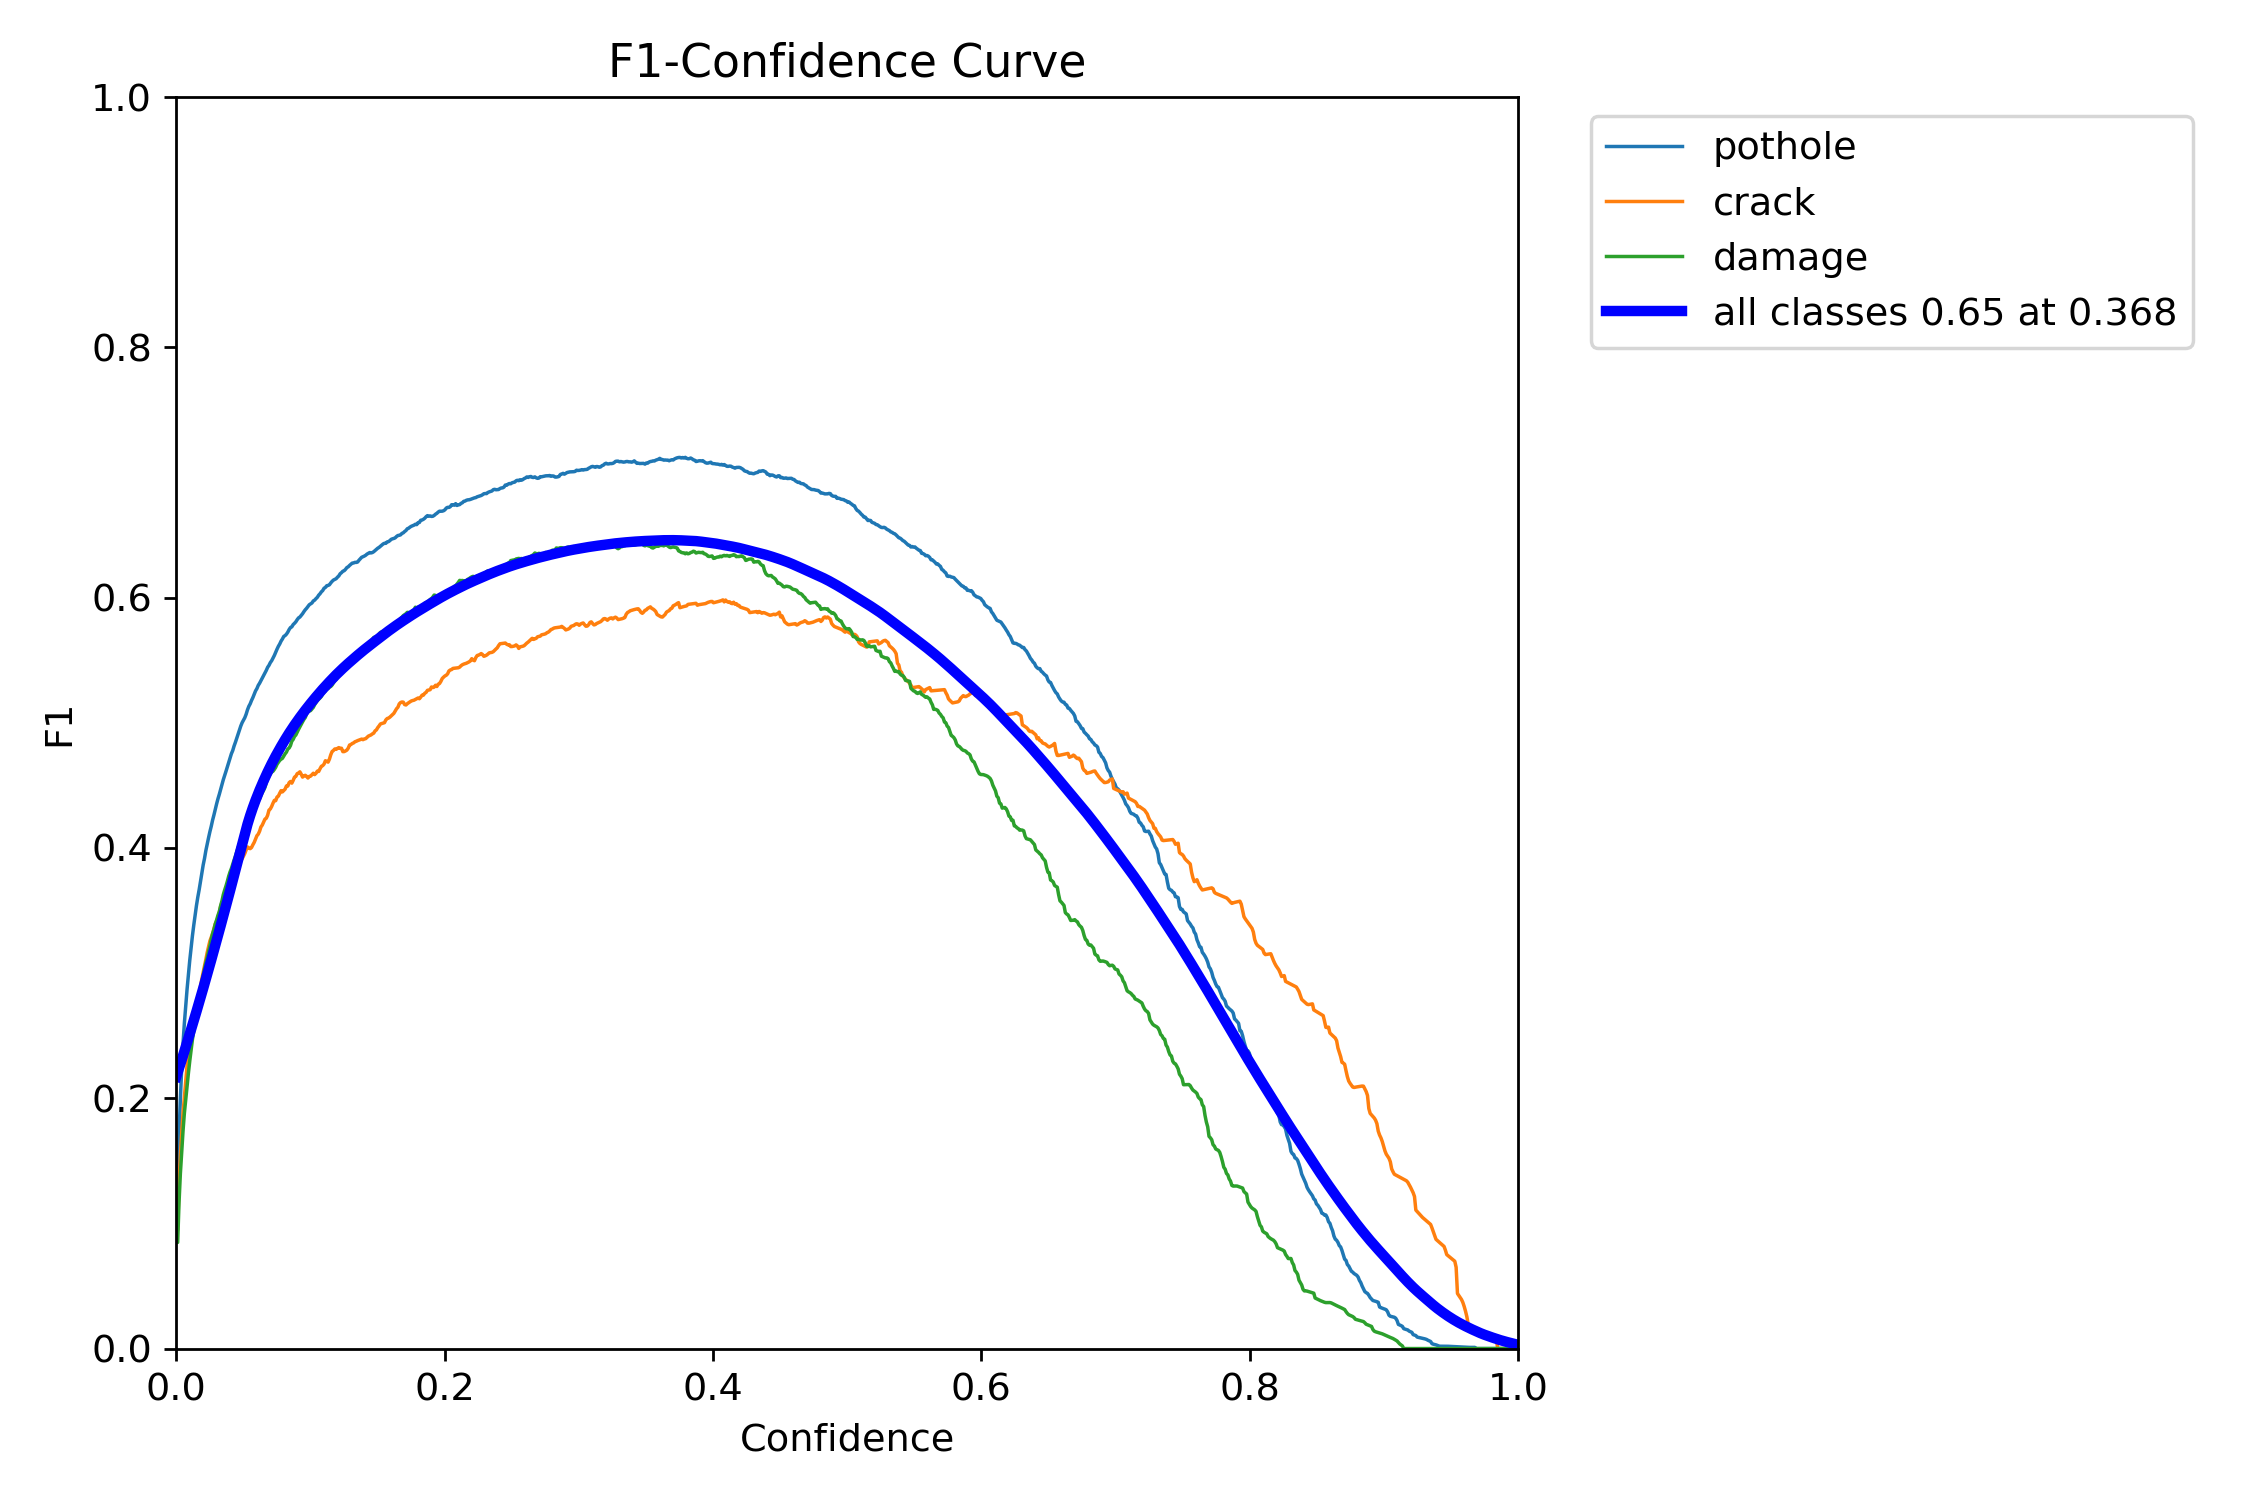 F1-Confidence Curve
1.0
0.8
0.6
0.4
0.2
0.0
F1
0.0 0.2 0.4 0.6 0.8 1.0
Confidence
pothole
crack
damage
all classes 0.65 at 0.368